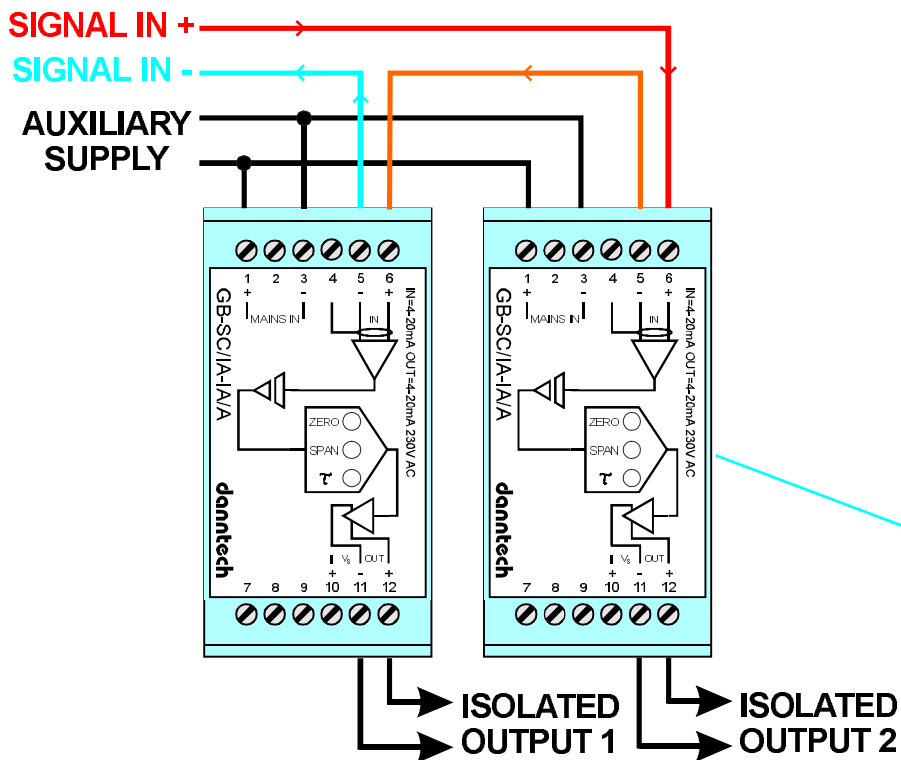 SIGNAL IN +
SIGNAL IN -
AUXILIARY
SUPPLY
1 2 3 4 5 6
+ - - +
MAINS IN IN
GB-SC/IA-IA/A
IN=4-20mA OUT=4-20mA 230V AC
ZERO
SPAN
τ
danntech
I Vs OUT
+ - +
7 8 9 10 11 12
1 2 3 4 5 6
+ - - +
MAINS IN IN
GB-SC/IA-IA/A
IN=4-20mA OUT=4-20mA 230V AC
ZERO
SPAN
τ
danntech
I Vs OUT
+ - +
7 8 9 10 11 12
ISOLATED
OUTPUT 1
ISOLATED
OUTPUT 2